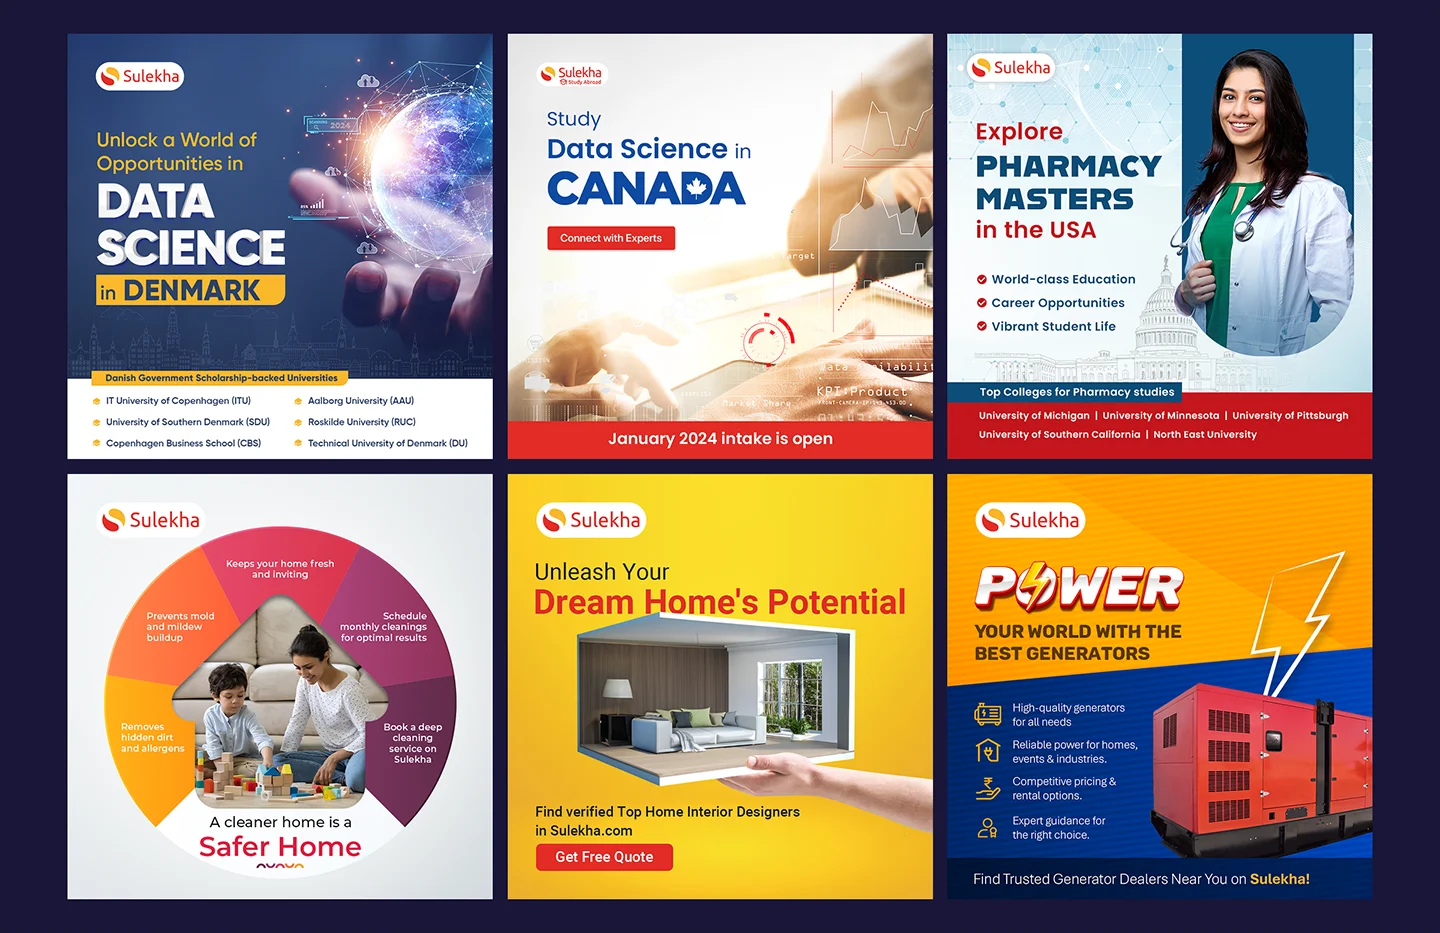 Sulekha
Unlock a World of
Opportunities in
DATA
SCIENCE
in DENMARK
2024
Danish Government Scholarship-backed Universities
IT University of Copenhagen (ITU)
University of Southern Denmark (SDU)
Copenhagen Business School (CBS)
Aalborg University (AAU)
Roskilde University (RUC)
Technical University of Denmark (DU)
Sulekha
Study Abroad
Study
Data Science in
CANADA
Connect with Experts
Market Share
KPI:Product
January 2024 intake is open
Sulekha
Explore
PHARMACY
MASTERS
in the USA
World-class Education
Career Opportunities
Vibrant Student Life
Top Colleges for Pharmacy studies
University of Michigan | University of Minnesota | University of Pittsburgh
University of Southern California | North East University
Sulekha
Keeps your home fresh
and inviting
Prevents mold
and mildew
buildup
Schedule
monthly cleanings
for optimal results
Removes
hidden dirt
and allergens
Book a deep
cleaning
service on
Sulekha
A cleaner home is a
Safer Home
Sulekha
Unleash Your
Dream Home's Potential
Find verified Top Home Interior Designers
in Sulekha.com
Get Free Quote
Sulekha
POWER
YOUR WORLD WITH THE
BEST GENERATORS
High-quality generators
for all needs
Reliable power for homes,
events & industries.
Competitive pricing &
rental options.
Expert guidance for
the right choice.
Find Trusted Generator Dealers Near You on Sulekha!